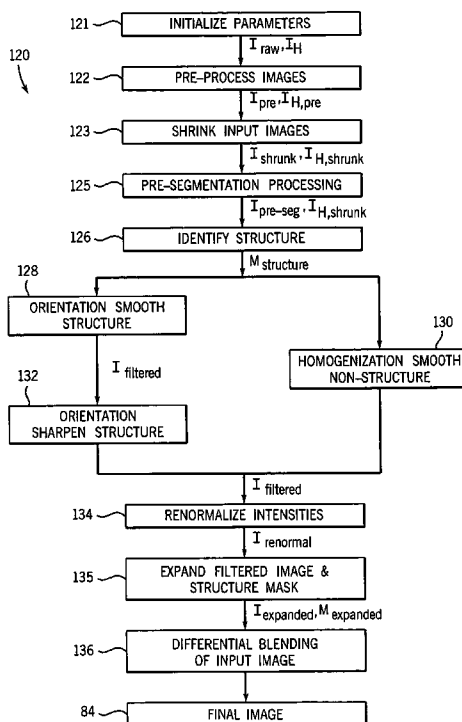 121
INITIALIZE PARAMETERS
120
I raw, I H
122
PRE-PROCESS IMAGES
I pre, I H,pre
123
SHRINK INPUT IMAGES
I shrunk, I H,shrunk
125
PRE-SEGMENTATION PROCESSING
I pre-seg, I H,shrunk
126
IDENTIFY STRUCTURE
M structure
128
ORIENTATION SMOOTH
STRUCTURE
130
HOMOGENIZATION SMOOTH
NON-STRUCTURE
I filtered
132
ORIENTATION
SHARPEN STRUCTURE
I filtered
134
RENORMALIZE INTENSITIES
I renormal
135
EXPAND FILTERED IMAGE &
STRUCTURE MASK
I expanded, M expanded
136
DIFFERENTIAL BLENDING
OF INPUT IMAGE
84
FINAL IMAGE